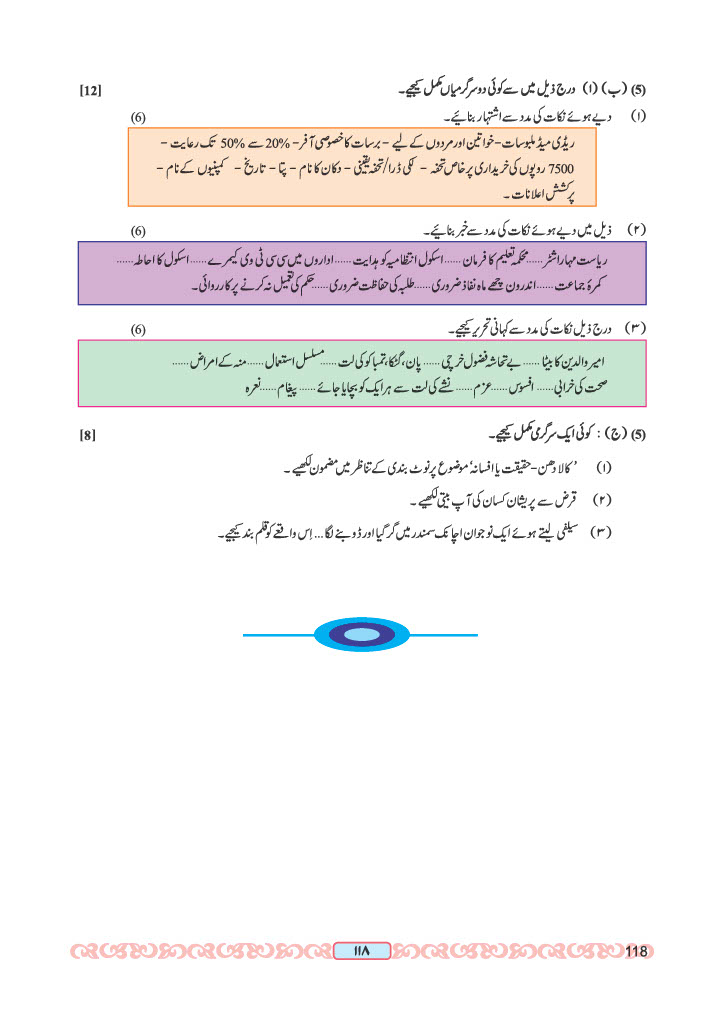 (5) (ب) (۱) درج ذیل میں سے کوئی دو سرگرمیاں مکمل کیجیے۔ [12]
(۱) دیے ہوئے نکات کی مدد سے اشتہار بنائیے۔ (6)
ریڈی میڈ ملبوسات - خواتین اور مردوں کے لیے - برسات کا خصوصی آفر - 20% سے 50% تک رعایت -
7500 روپوں کی خریداری پر خاص تحفہ - لکی ڈرا/تحفہ یقینی - دکان کا نام - پتا - تاریخ - کمپنیوں کے نام -
پرکشش اعلانات ۔
(۲) ذیل میں دیے ہوئے نکات کی مدد سے خبر بنائیے۔ (6)
ریاست مہاراشٹر ...... محکمہ تعلیم کا فرمان ...... اسکول انتظامیہ کو ہدایت ...... اداروں میں سی سی ٹی وی کیمرے ...... اسکول کا احاطہ ......
کمرۂ جماعت ...... اندرون چھے ماہ نفاذ ضروری ...... طلبہ کی حفاظت ضروری ...... حکم کی تعمیل نہ کرنے پر کارروائی۔
(۳) درج ذیل نکات کی مدد سے کہانی تحریر کیجیے۔ (6)
امیر والدین کا بیٹا ...... بے تحاشہ فضول خرچی ...... پان، گٹکا، تمباکو کی لت ...... مسلسل استعمال ...... منہ کے امراض ......
صحت کی خرابی ...... افسوس ...... عزم ...... نشے کی لت سے ہر ایک کو بچایا جائے ...... پیغام ...... نعرہ
(5) (ج) : کوئی ایک سرگرمی مکمل کیجیے۔ [8]
(۱) ’کالا دھن - حقیقت یا افسانہ‘ موضوع پر نوٹ بندی کے تناظر میں مضمون لکھیے ۔
(۲) قرض سے پریشان کسان کی آپ بیتی لکھیے ۔
(۳) سیلفی لیتے ہوئے ایک نوجوان اچانک سمندر میں گر گیا اور ڈوبنے لگا ... اِس واقعے کو قلم بند کیجیے۔
۱۱۸
118